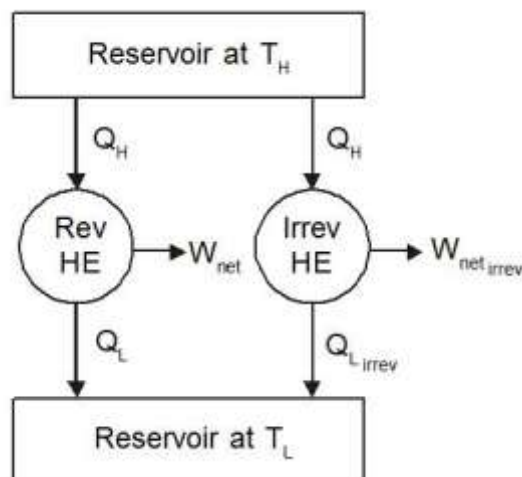 Reservoir at T_H
Q_H
Q_H
Rev
HE
W_net
Irrev
HE
W_net irrev
Q_L
Q_L irrev
Reservoir at T_L